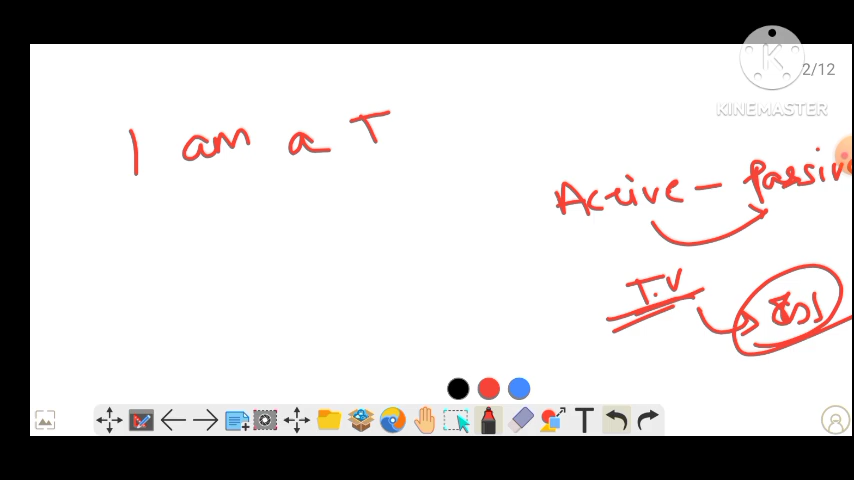 2/12
KINEMASTER
I am a T
Active - Passive
T.V